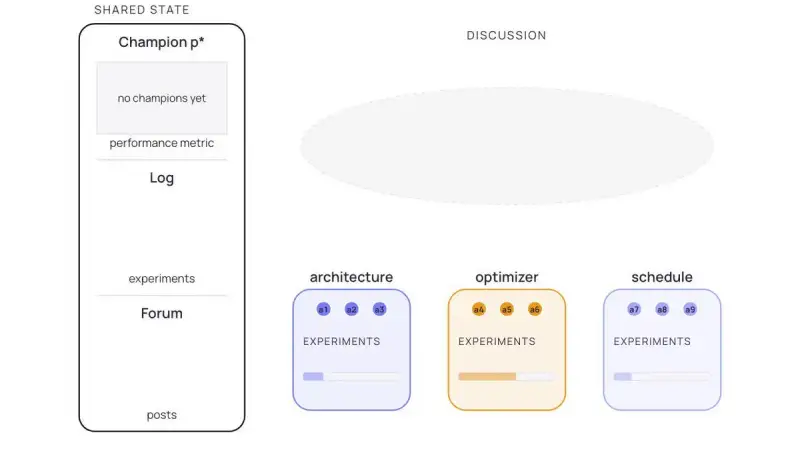 SHARED STATE
Champion p*
no champions yet
performance metric
Log
experiments
Forum
posts
DISCUSSION
architecture
a1 a2 a3
EXPERIMENTS
optimizer
a4 a5 a6
EXPERIMENTS
schedule
a7 a8 a9
EXPERIMENTS